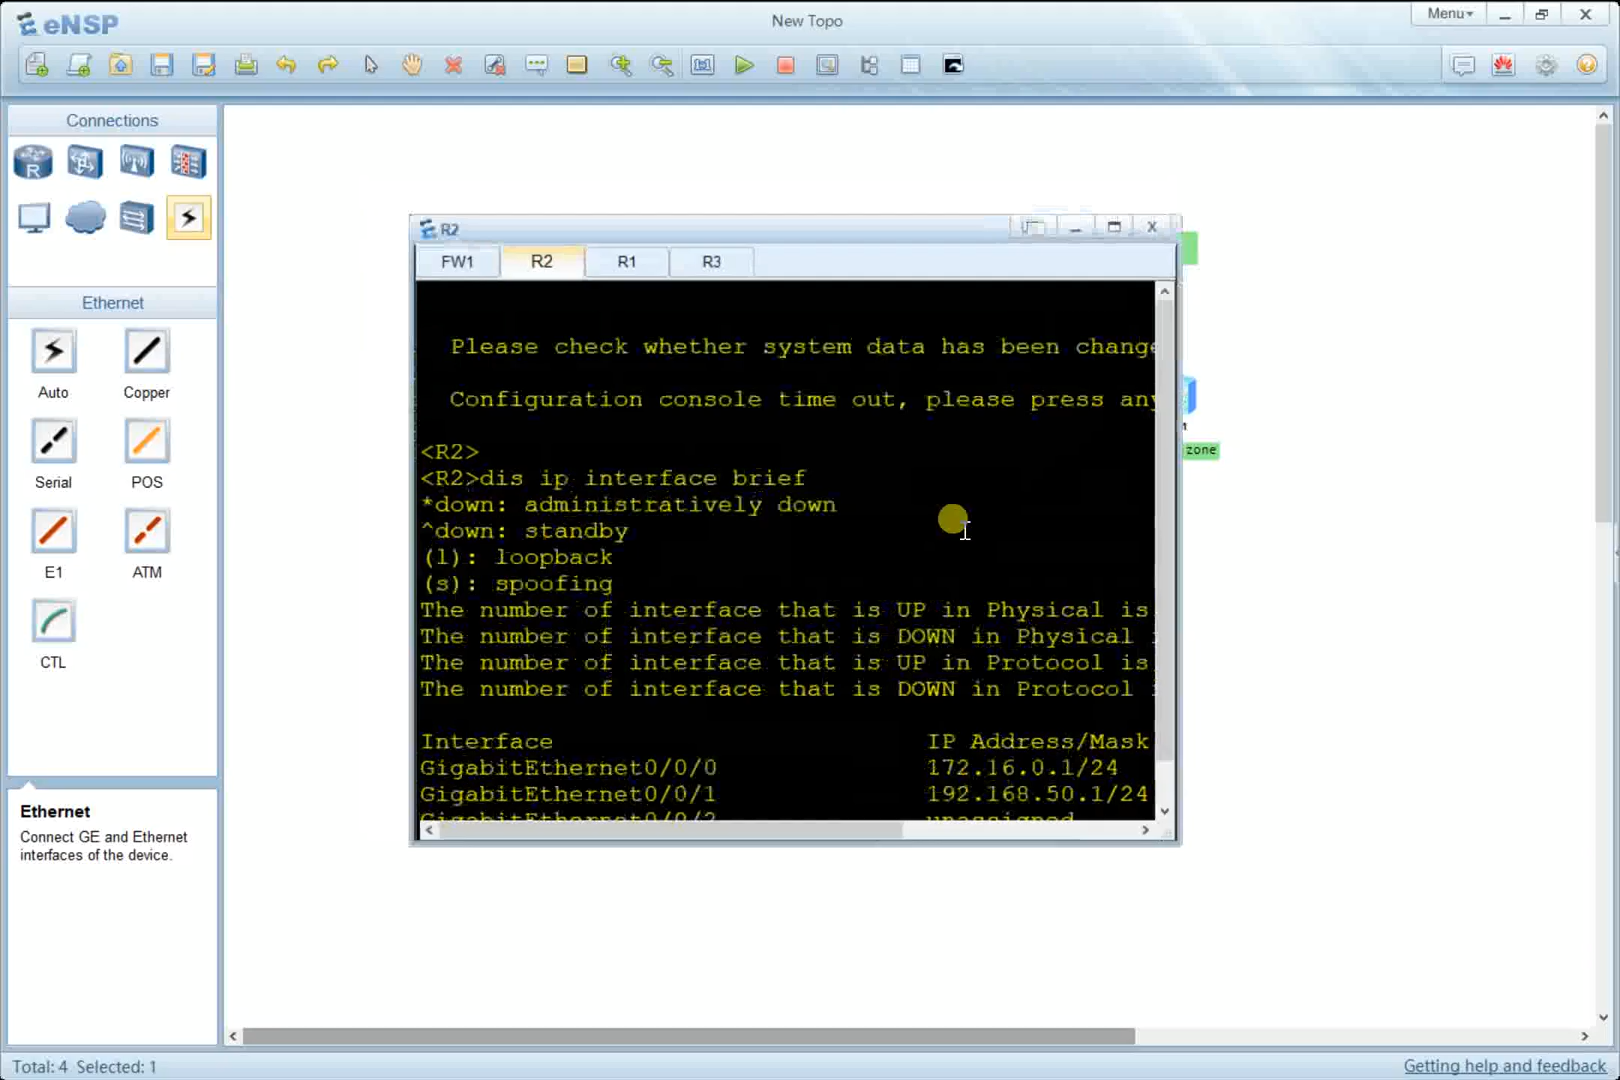 eNSP
New Topo
Menu
Connections
Ethernet
Auto
Copper
Serial
POS
E1
ATM
CTL
Ethernet
Connect GE and Ethernet
interfaces of the device.
R2
FW1
R2
R1
R3
Please check whether system data has been change
Configuration console time out, please press any
<R2>
<R2>dis ip interface brief
*down: administratively down
^down: standby
(l): loopback
(s): spoofing
The number of interface that is UP in Physical is
The number of interface that is DOWN in Physical
The number of interface that is UP in Protocol is
The number of interface that is DOWN in Protocol
Interface IP Address/Mask
GigabitEthernet0/0/0 172.16.0.1/24
GigabitEthernet0/0/1 192.168.50.1/24
GigabitEthernet0/0/2 unassigned
zone
Total: 4 Selected: 1
Getting help and feedback